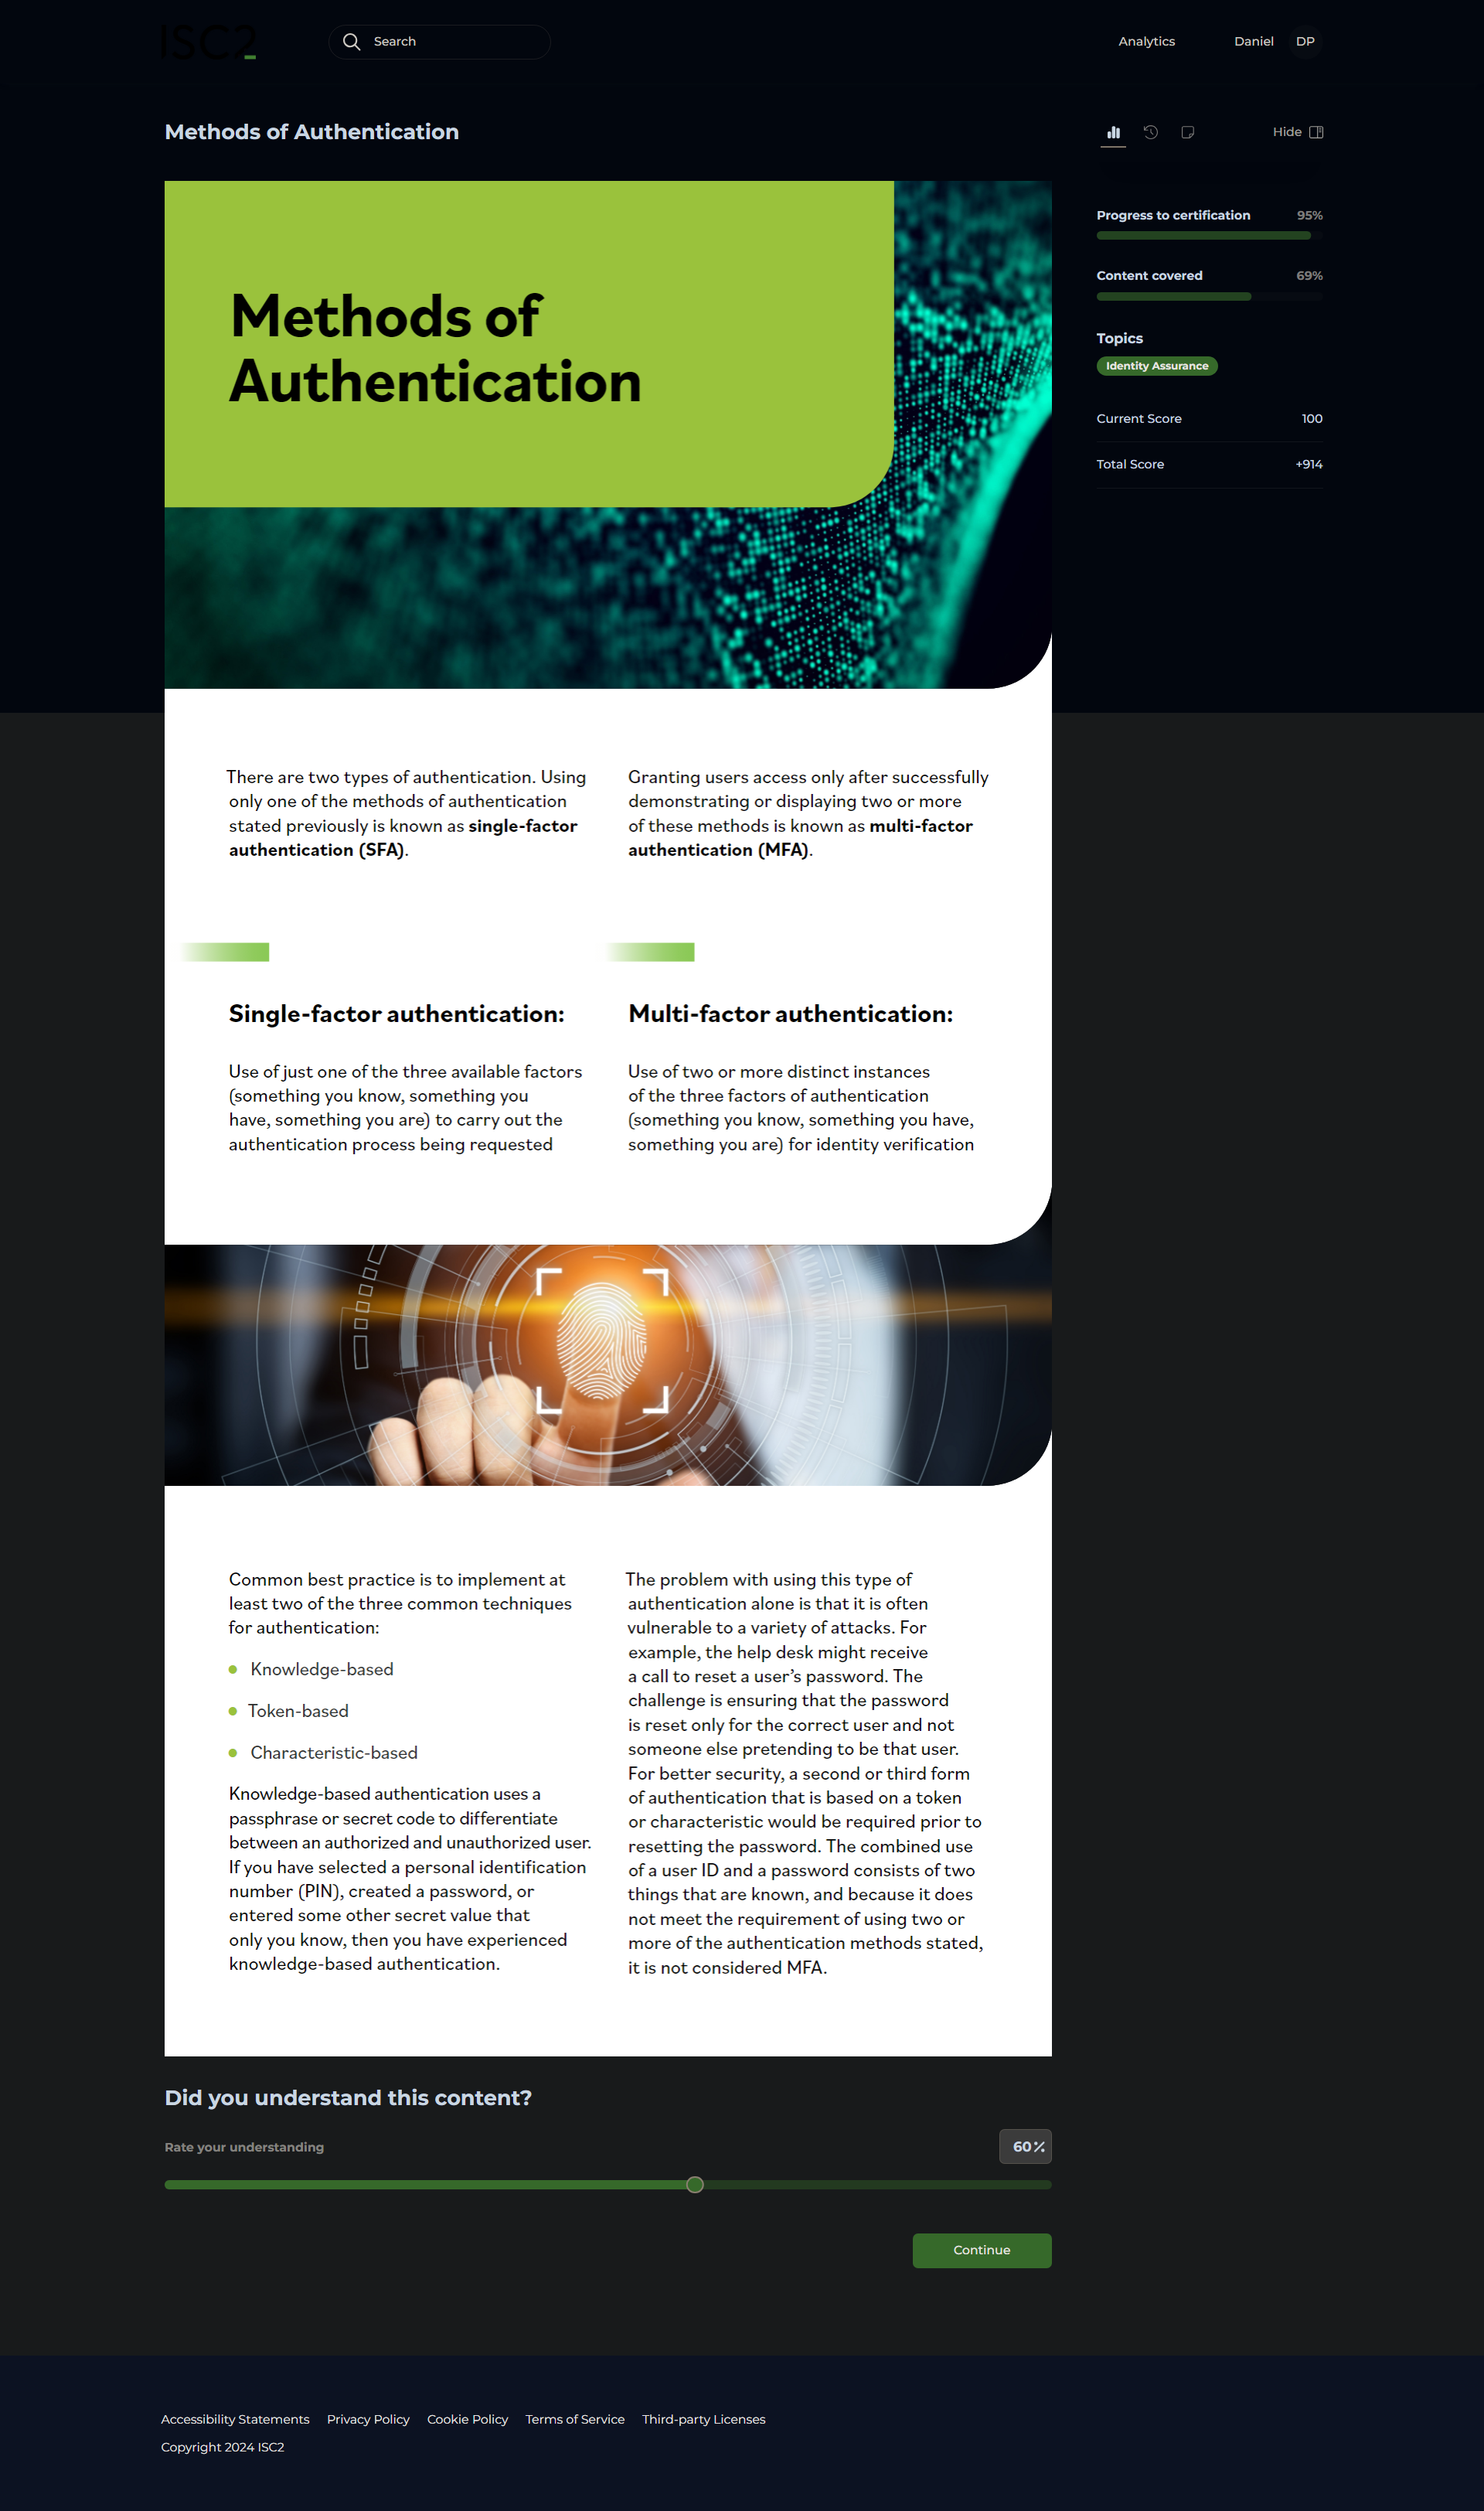 ISC2
Search
Analytics
Daniel
DP
Methods of Authentication
Hide
Progress to certification
95%
Content covered
69%
Topics
Identity Assurance
Current Score
100
Total Score
+914
Methods of
Authentication
There are two types of authentication. Using
only one of the methods of authentication
stated previously is known as single-factor
authentication (SFA).
Granting users access only after successfully
demonstrating or displaying two or more
of these methods is known as multi-factor
authentication (MFA).
Single-factor authentication:
Use of just one of the three available factors
(something you know, something you
have, something you are) to carry out the
authentication process being requested
Multi-factor authentication:
Use of two or more distinct instances
of the three factors of authentication
(something you know, something you have,
something you are) for identity verification
Common best practice is to implement at
least two of the three common techniques
for authentication:
Knowledge-based
Token-based
Characteristic-based
Knowledge-based authentication uses a
passphrase or secret code to differentiate
between an authorized and unauthorized user.
If you have selected a personal identification
number (PIN), created a password, or
entered some other secret value that
only you know, then you have experienced
knowledge-based authentication.
The problem with using this type of
authentication alone is that it is often
vulnerable to a variety of attacks. For
example, the help desk might receive
a call to reset a user’s password. The
challenge is ensuring that the password
is reset only for the correct user and not
someone else pretending to be that user.
For better security, a second or third form
of authentication that is based on a token
or characteristic would be required prior to
resetting the password. The combined use
of a user ID and a password consists of two
things that are known, and because it does
not meet the requirement of using two or
more of the authentication methods stated,
it is not considered MFA.
Did you understand this content?
Rate your understanding
60%
Continue
Accessibility Statements
Privacy Policy
Cookie Policy
Terms of Service
Third-party Licenses
Copyright 2024 ISC2